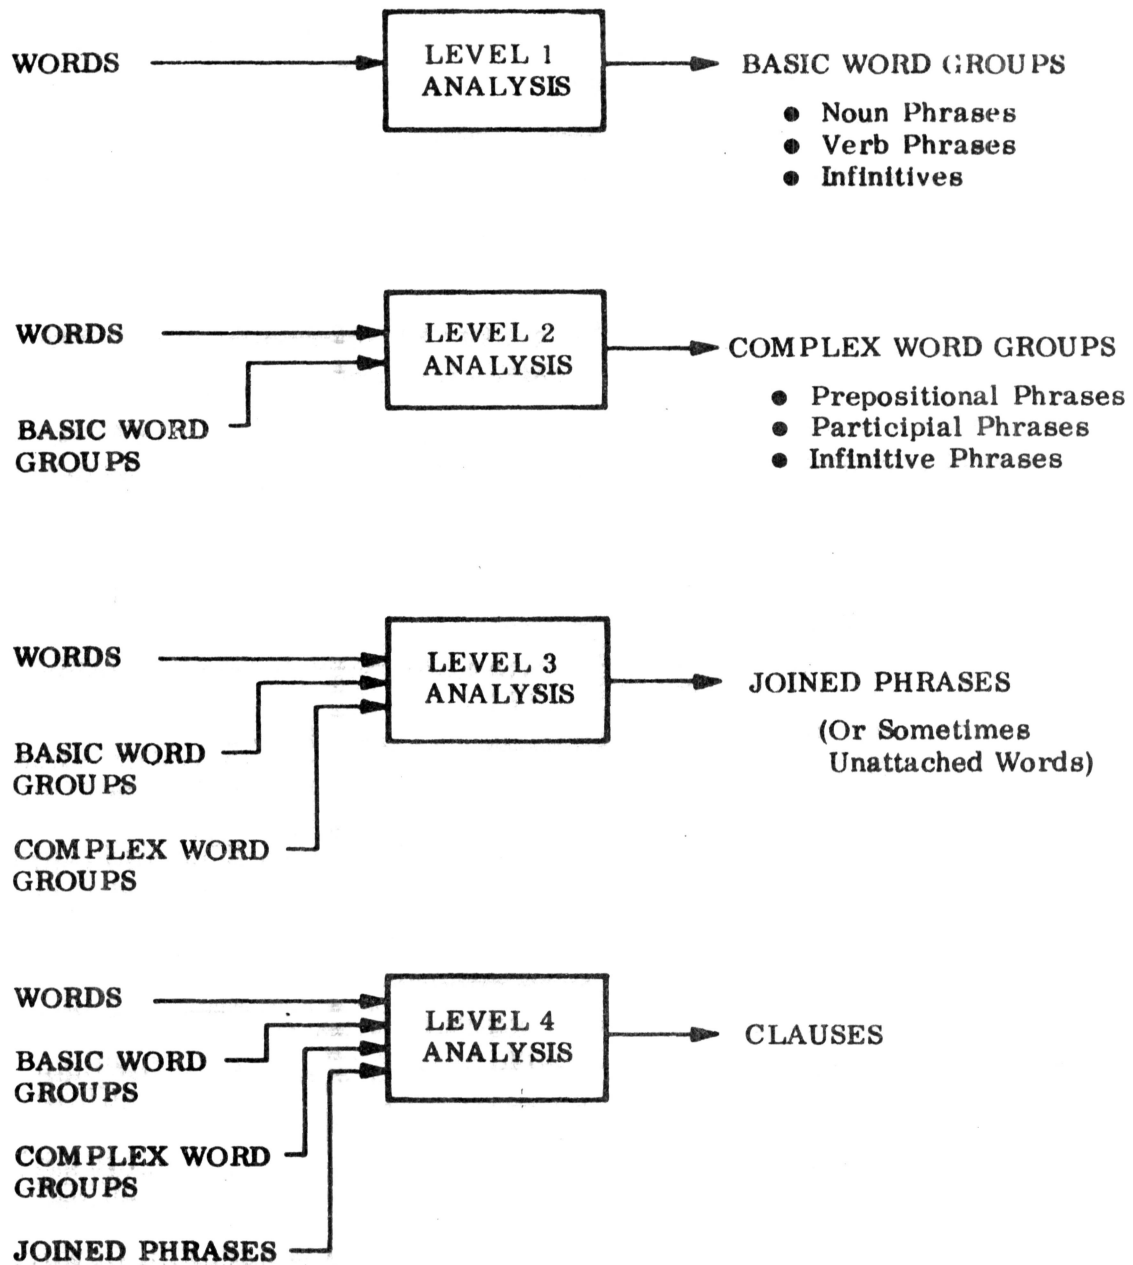 WORDS
LEVEL 1
ANALYSIS
BASIC WORD GROUPS
● Noun Phrases
● Verb Phrases
● Infinitives
WORDS
BASIC WORD
GROUPS
LEVEL 2
ANALYSIS
COMPLEX WORD GROUPS
● Prepositional Phrases
● Participial Phrases
● Infinitive Phrases
WORDS
BASIC WORD
GROUPS
COMPLEX WORD
GROUPS
LEVEL 3
ANALYSIS
JOINED PHRASES
(Or Sometimes
Unattached Words)
WORDS
BASIC WORD
GROUPS
COMPLEX WORD
GROUPS
JOINED PHRASES
LEVEL 4
ANALYSIS
CLAUSES